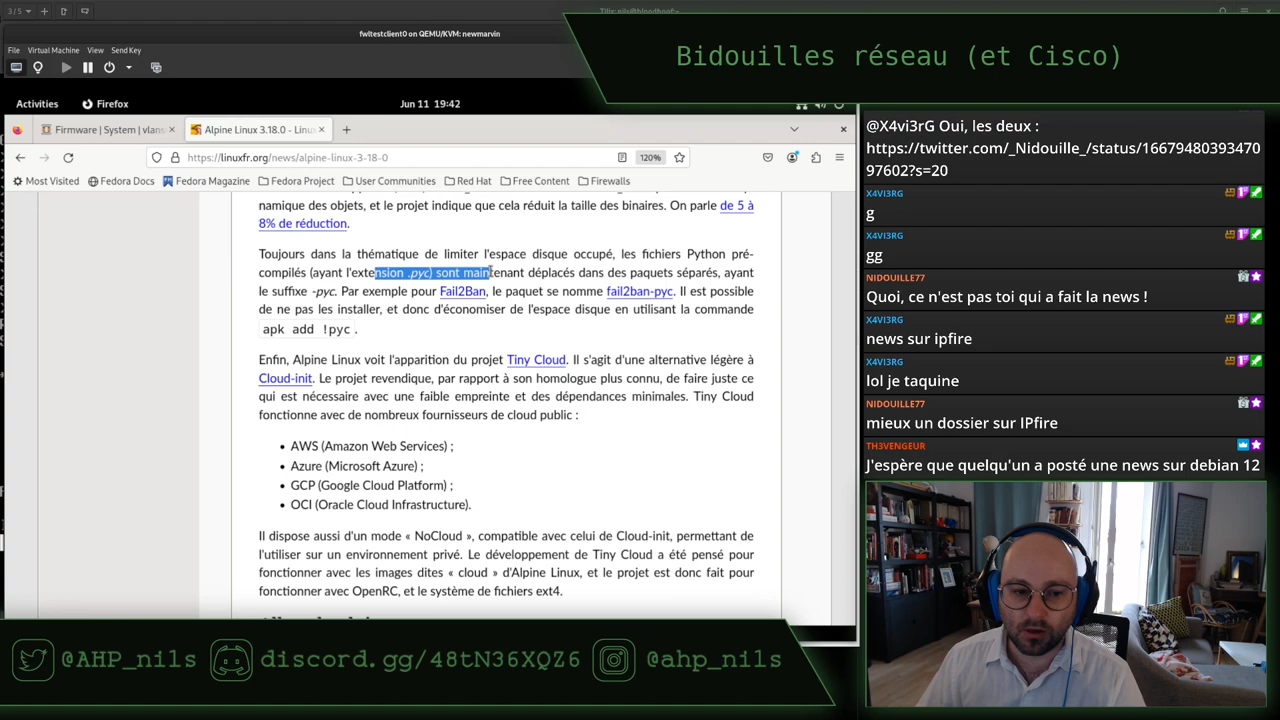 3 / 5
Tilix: nils@bloodhoof:~
fwltestclient0 on QEMU/KVM: newmarvin
File Virtual Machine View Send Key
Bidouilles réseau (et Cisco)
Activities Firefox Jun 11 19:42
Firmware | System | vlans Alpine Linux 3.18.0 - Linux
https://linuxfr.org/news/alpine-linux-3-18-0 120%
Most Visited Fedora Docs Fedora Magazine Fedora Project User Communities Red Hat Free Content Firewalls
namique des objets, et le projet indique que cela réduit la taille des binaires. On parle de 5 à
8% de réduction.
Toujours dans la thématique de limiter l'espace disque occupé, les fichiers Python pré-
compilés (ayant l'extension .pyc) sont maintenant déplacés dans des paquets séparés, ayant
le suffixe -pyc. Par exemple pour Fail2Ban, le paquet se nomme fail2ban-pyc. Il est possible
de ne pas les installer, et donc d'économiser de l'espace disque en utilisant la commande
apk add !pyc .
Enfin, Alpine Linux voit l'apparition du projet Tiny Cloud. Il s'agit d'une alternative légère à
Cloud-init. Le projet revendique, par rapport à son homologue plus connu, de faire juste ce
qui est nécessaire avec une faible empreinte et des dépendances minimales. Tiny Cloud
fonctionne avec de nombreux fournisseurs de cloud public :
• AWS (Amazon Web Services) ;
• Azure (Microsoft Azure) ;
• GCP (Google Cloud Platform) ;
• OCI (Oracle Cloud Infrastructure).
Il dispose aussi d'un mode « NoCloud », compatible avec celui de Cloud-init, permettant de
l'utiliser sur un environnement privé. Le développement de Tiny Cloud a été pensé pour
fonctionner avec les images dites « cloud » d'Alpine Linux, et le projet est donc fait pour
fonctionner avec OpenRC, et le système de fichiers ext4.
@X4vi3rG Oui, les deux :
https://twitter.com/_Nidouille_/status/16679480393470
97602?s=20
X4VI3RG
g
X4VI3RG
gg
NIDOUILLE77
Quoi, ce n'est pas toi qui a fait la news !
X4VI3RG
news sur ipfire
X4VI3RG
lol je taquine
NIDOUILLE77
mieux un dossier sur IPfire
TH3VENGEUR
J'espère que quelqu'un a posté une news sur debian 12
@AHP_nils discord.gg/48tN36XQZ6 @ahp_nils